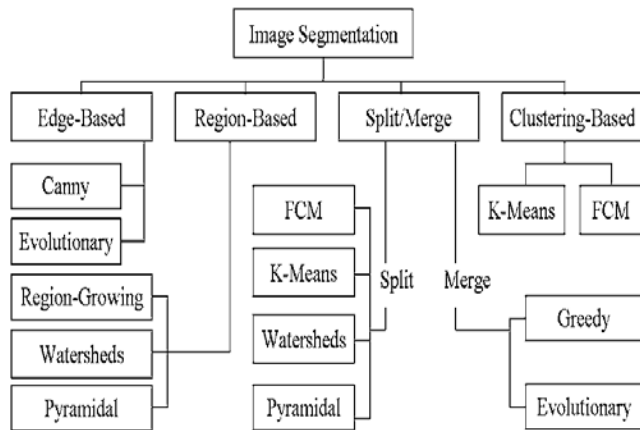 Image Segmentation
Edge-Based
Region-Based
Split/Merge
Clustering-Based
Canny
Evolutionary
Region-Growing
Watersheds
Pyramidal
FCM
K-Means
Watersheds
Pyramidal
Split
Merge
Greedy
Evolutionary
K-Means
FCM